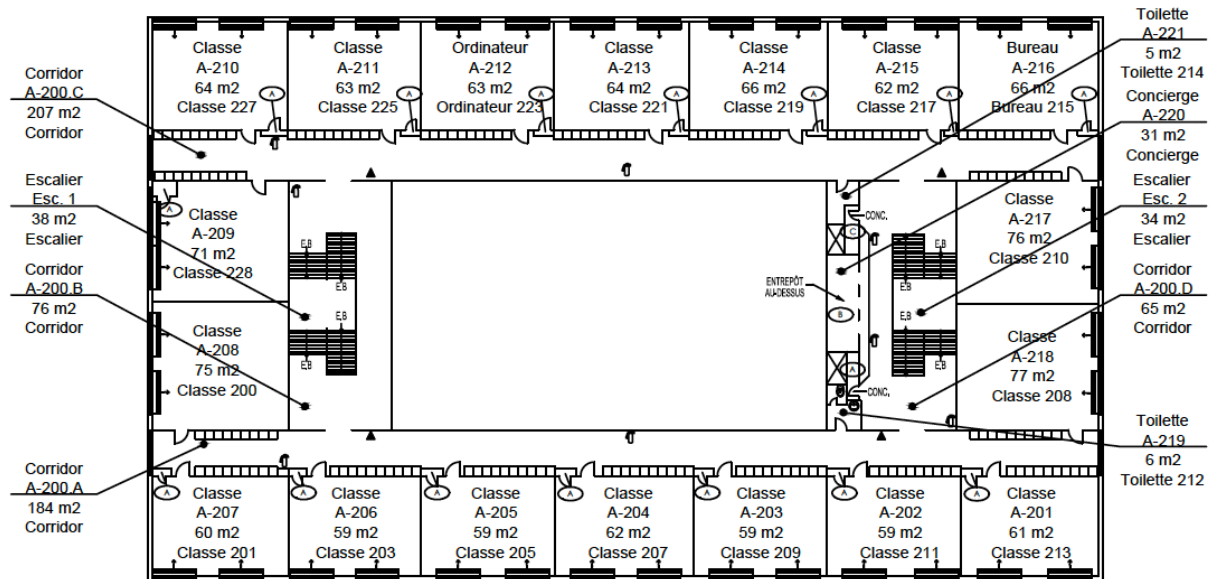 Classe
A-210
64 m2
Classe 227
Classe
A-211
63 m2
Classe 225
Ordinateur
A-212
63 m2
Ordinateur 223
Classe
A-213
64 m2
Classe 221
Classe
A-214
66 m2
Classe 219
Classe
A-215
62 m2
Classe 217
Bureau
A-216
66 m2
Bureau 215
A
A
A
A
A
A
A
Corridor
A-200.C
207 m2
Corridor
Escalier
Esc. 1
38 m2
Escalier
Corridor
A-200.B
76 m2
Corridor
Corridor
A-200.A
184 m2
Corridor
Toilette
A-221
5 m2
Toilette 214
Concierge
A-220
31 m2
Concierge
Escalier
Esc. 2
34 m2
Escalier
Corridor
A-200.D
65 m2
Corridor
Toilette
A-219
6 m2
Toilette 212
A
Classe
A-209
71 m2
Classe 228
Classe
A-208
75 m2
Classe 200
E,B
E,B
E,B
E,B
CONC.
C
ENTREPÔT
AU-DESSUS
B
A
CONC.
E,B
E,B
E,B
E,B
Classe
A-217
76 m2
Classe 210
Classe
A-218
77 m2
Classe 208
A
A
A
A
A
A
A
Classe
A-207
60 m2
Classe 201
Classe
A-206
59 m2
Classe 203
Classe
A-205
59 m2
Classe 205
Classe
A-204
62 m2
Classe 207
Classe
A-203
59 m2
Classe 209
Classe
A-202
59 m2
Classe 211
Classe
A-201
61 m2
Classe 213